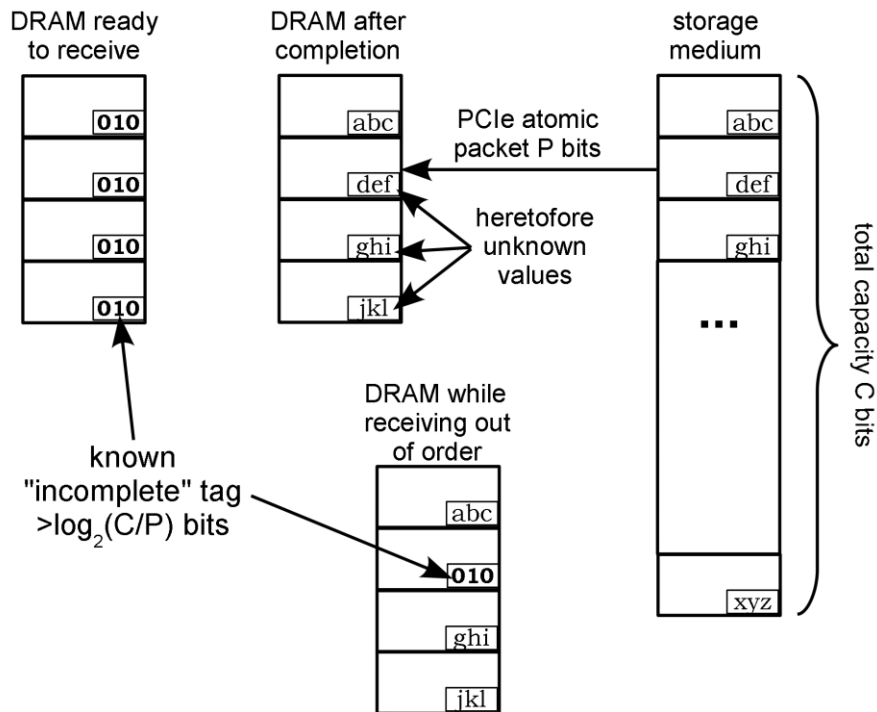 DRAM ready
to receive
010
010
010
010
DRAM after
completion
abc
def
ghi
jkl
PCIe atomic
packet P bits
heretofore
unknown
values
storage
medium
abc
def
ghi
...
xyz
total capacity C bits
known
"incomplete" tag
>log₂(C/P) bits
DRAM while
receiving out
of order
abc
010
ghi
jkl